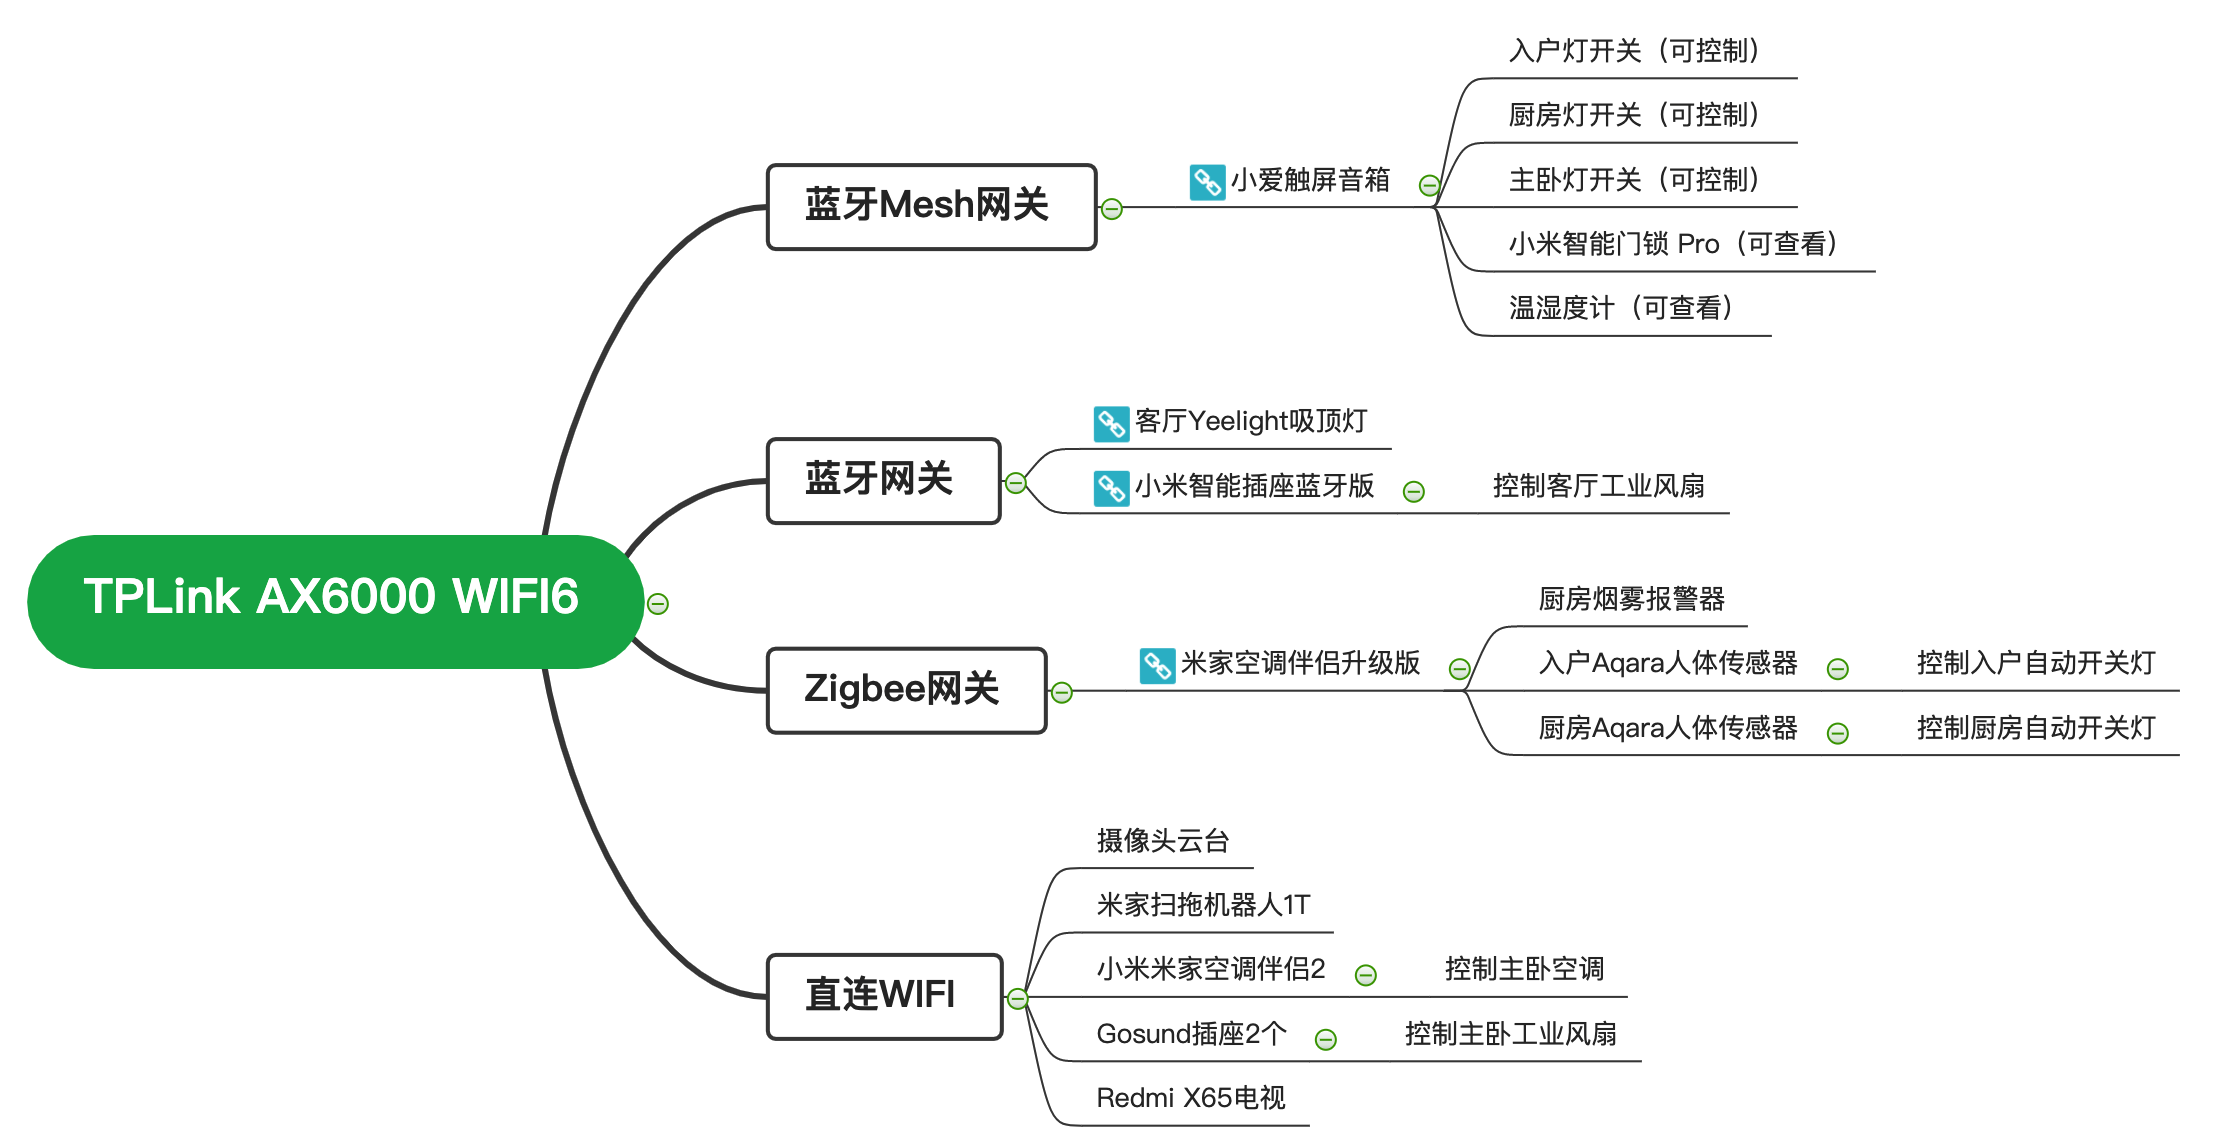 TPLink AX6000 WIFI6
蓝牙Mesh网关
小爱触屏音箱
入户灯开关（可控制）
厨房灯开关（可控制）
主卧灯开关（可控制）
小米智能门锁 Pro（可查看）
温湿度计（可查看）
蓝牙网关
客厅Yeelight吸顶灯
小米智能插座蓝牙版
控制客厅工业风扇
Zigbee网关
米家空调伴侣升级版
厨房烟雾报警器
入户Aqara人体传感器
控制入户自动开关灯
厨房Aqara人体传感器
控制厨房自动开关灯
直连WIFI
摄像头云台
米家扫拖机器人1T
小米米家空调伴侣2
控制主卧空调
Gosund插座2个
控制主卧工业风扇
Redmi X65电视